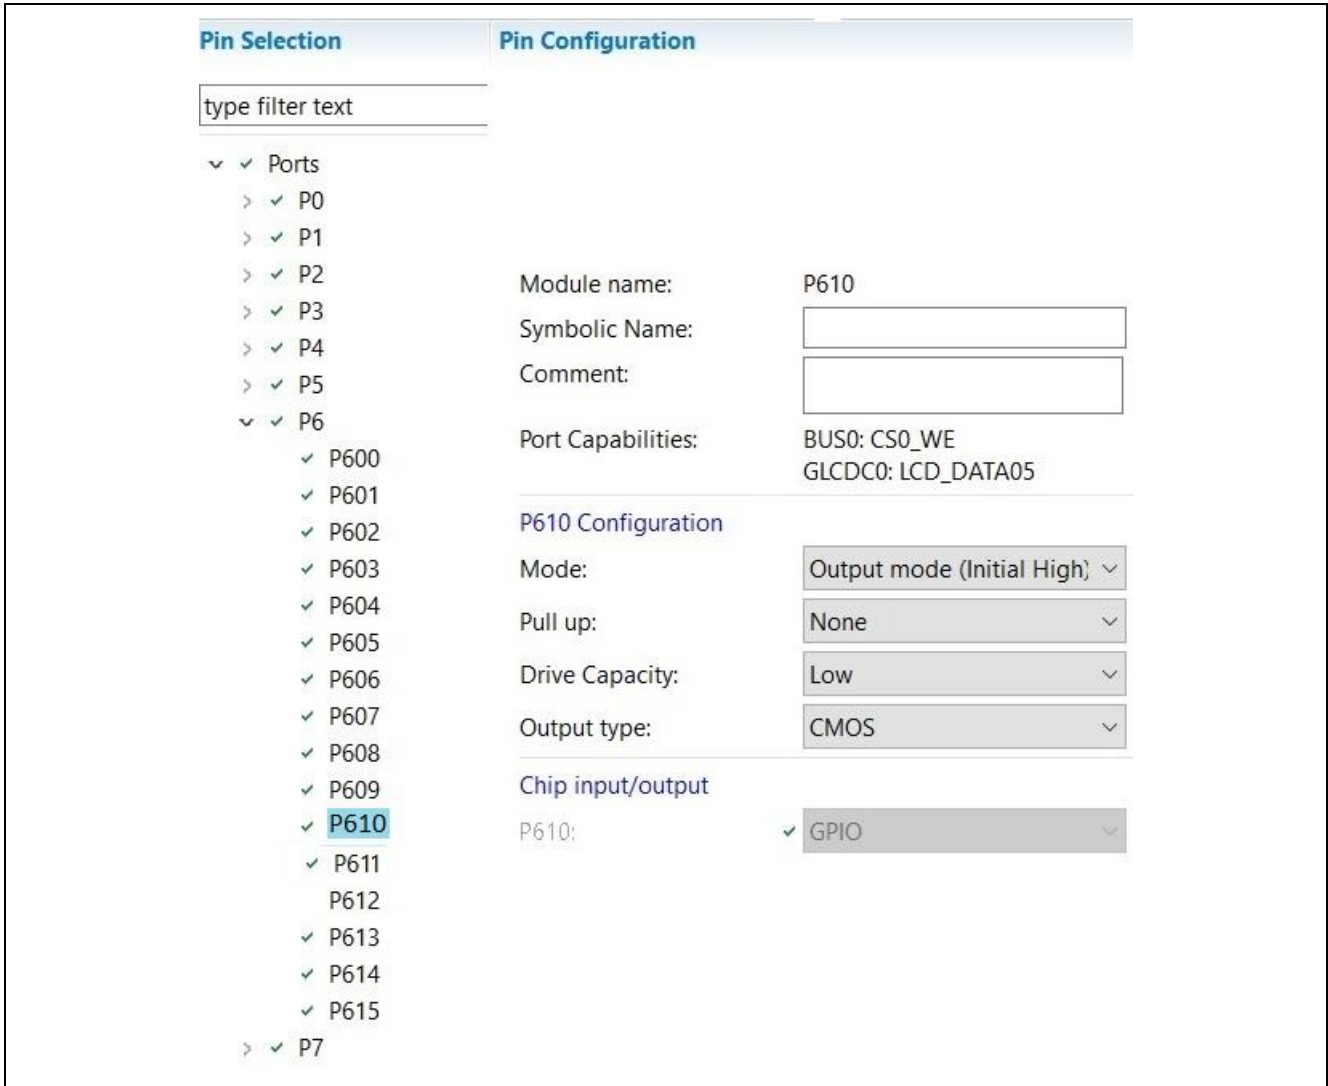 Pin Selection
Pin Configuration
type filter text
Ports
P0
P1
P2
P3
P4
P5
P6
P600
P601
P602
P603
P604
P605
P606
P607
P608
P609
P610
P611
P612
P613
P614
P615
P7
Module name: P610
Symbolic Name:
Comment:
Port Capabilities: BUS0: CS0_WE
GLCDC0: LCD_DATA05
P610 Configuration
Mode: Output mode (Initial High)
Pull up: None
Drive Capacity: Low
Output type: CMOS
Chip input/output
P610: GPIO